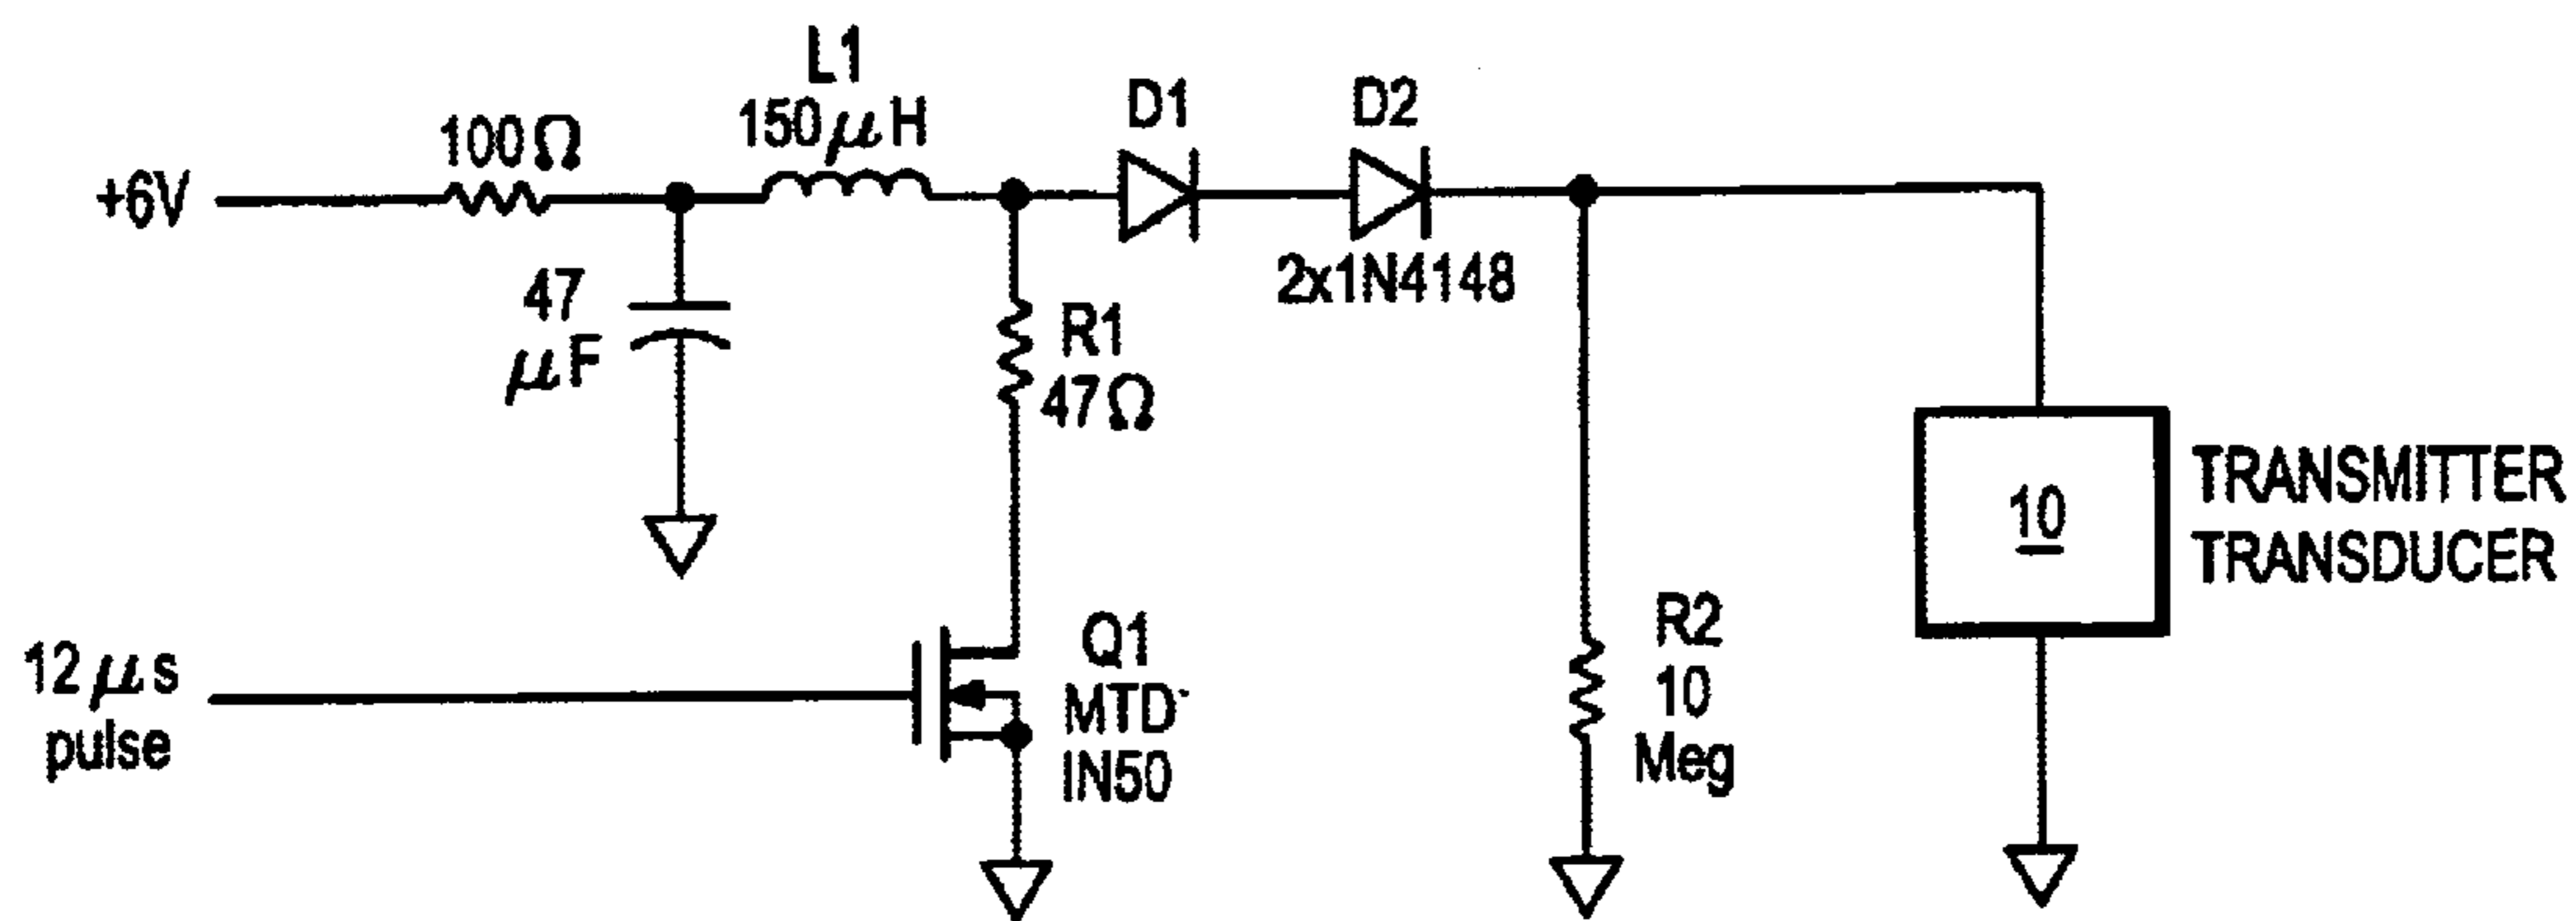 +6V
100Ω
L1
150μH
D1
D2
2x1N4148
47
μF
R1
47Ω
12μs
pulse
Q1
MTD
IN50
R2
10
Meg
10
TRANSMITTER
TRANSDUCER